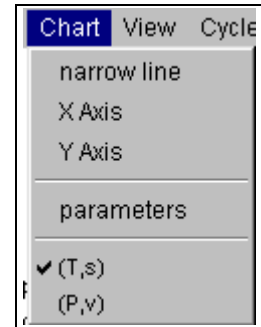 Chart View Cycle
narrow line
X Axis
Y Axis
parameters
(T,s)
(P,v)